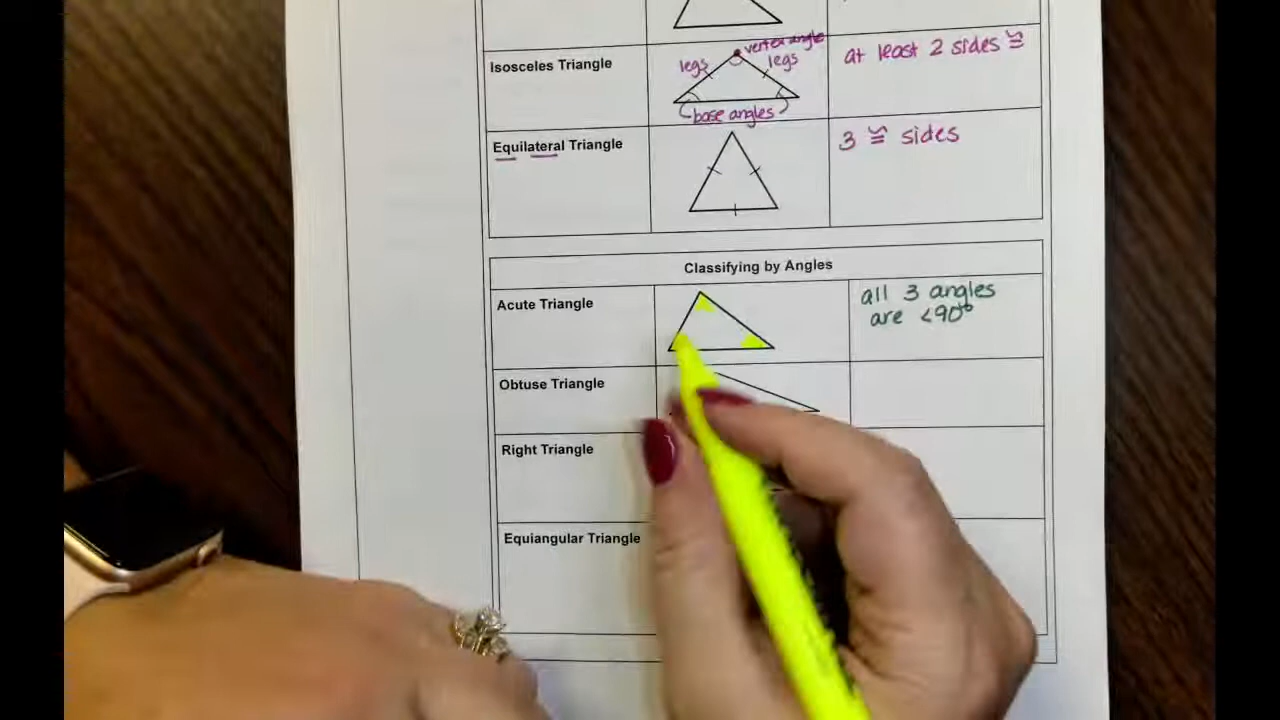 vertex angle
Isosceles Triangle
legs
legs
at least 2 sides ≅
base angles
Equilateral Triangle
3 ≅ sides
Classifying by Angles
Acute Triangle
all 3 angles
are <90°
Obtuse Triangle
Right Triangle
Equiangular Triangle